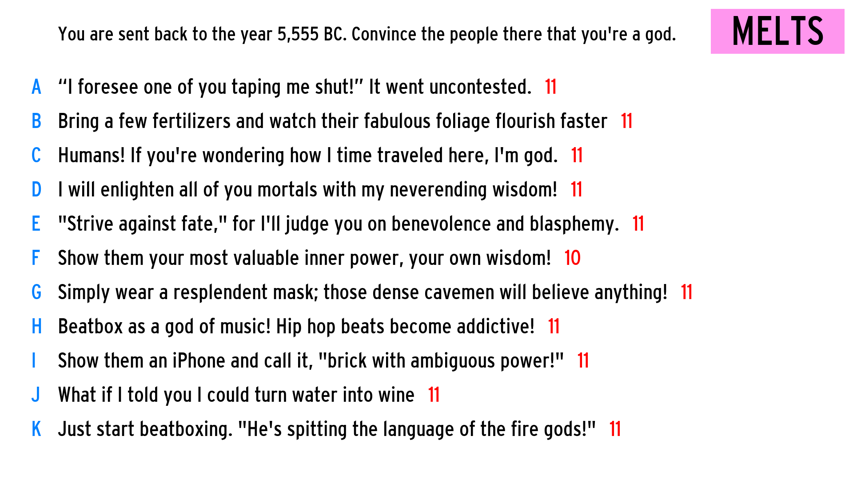 You are sent back to the year 5,555 BC. Convince the people there that you're a god.
MELTS
A “I foresee one of you taping me shut!” It went uncontested. 11
B Bring a few fertilizers and watch their fabulous foliage flourish faster 11
C Humans! If you're wondering how I time traveled here, I'm god. 11
D I will enlighten all of you mortals with my neverending wisdom! 11
E "Strive against fate," for I'll judge you on benevolence and blasphemy. 11
F Show them your most valuable inner power, your own wisdom! 10
G Simply wear a resplendent mask; those dense cavemen will believe anything! 11
H Beatbox as a god of music! Hip hop beats become addictive! 11
I Show them an iPhone and call it, "brick with ambiguous power!" 11
J What if I told you I could turn water into wine 11
K Just start beatboxing. "He's spitting the language of the fire gods!" 11